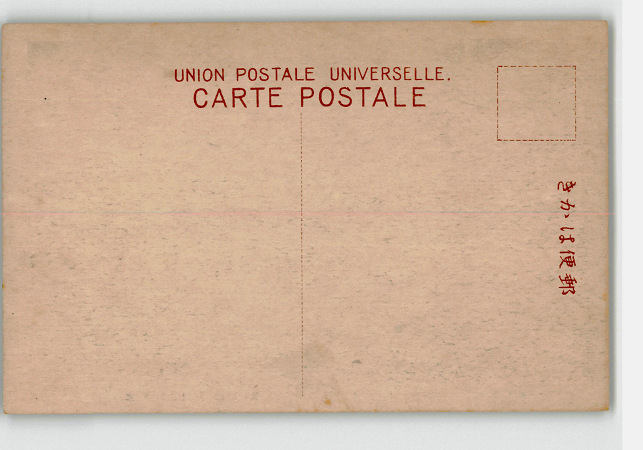 UNION POSTALE UNIVERSELLE.
CARTE POSTALE
きかは便郵